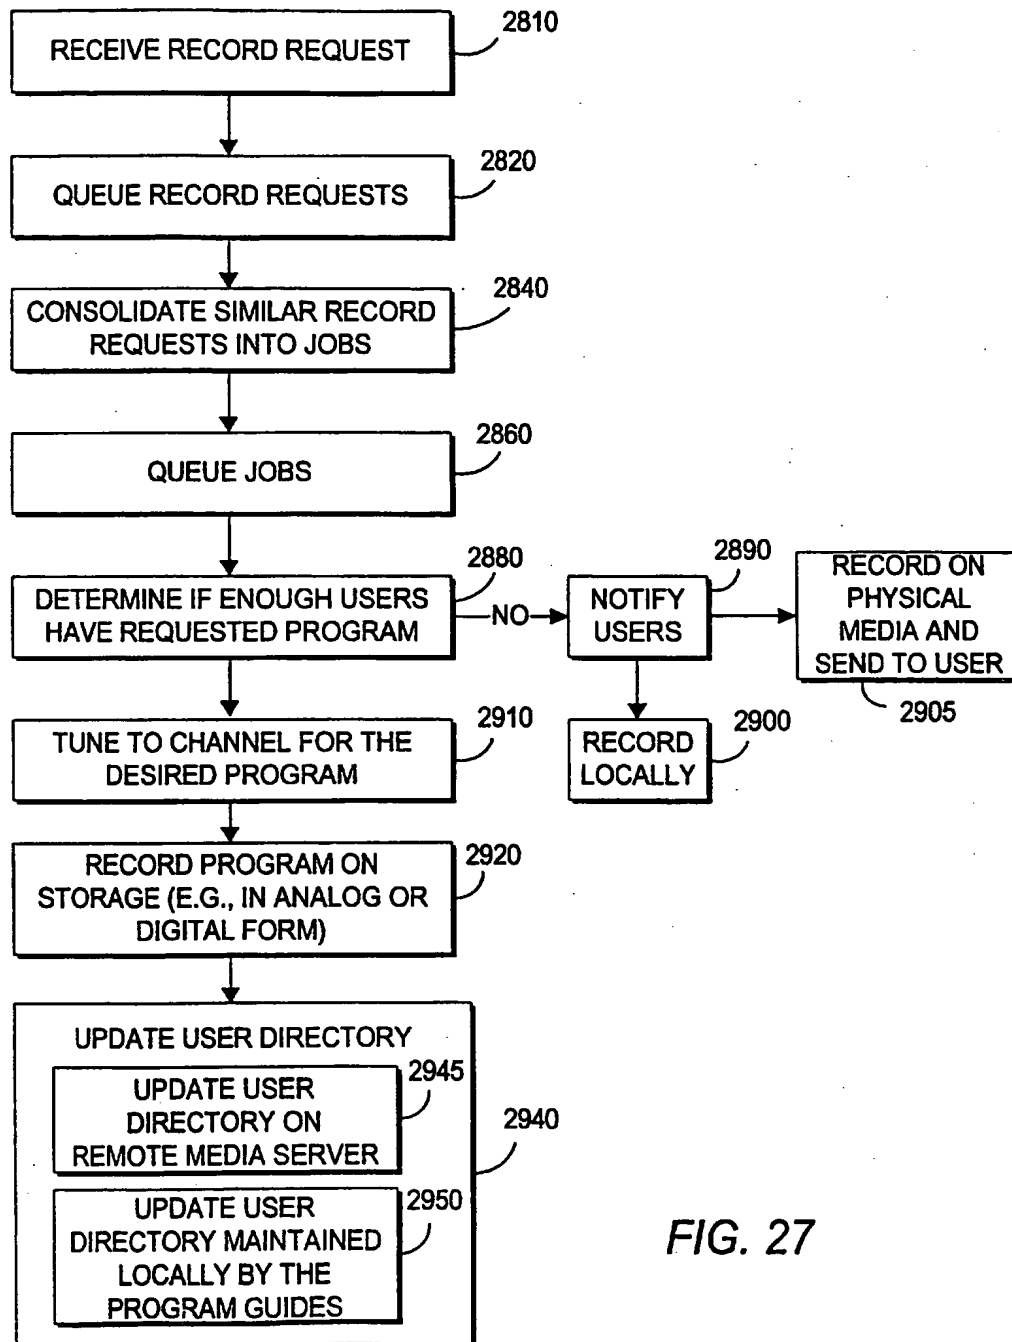 RECEIVE RECORD REQUEST
2810
QUEUE RECORD REQUESTS
2820
CONSOLIDATE SIMILAR RECORD
REQUESTS INTO JOBS
2840
QUEUE JOBS
2860
DETERMINE IF ENOUGH USERS
HAVE REQUESTED PROGRAM
2880
NO
NOTIFY
USERS
2890
RECORD ON
PHYSICAL
MEDIA AND
SEND TO USER
2905
RECORD
LOCALLY
2900
TUNE TO CHANNEL FOR THE
DESIRED PROGRAM
2910
RECORD PROGRAM ON
STORAGE (E.G., IN ANALOG OR
DIGITAL FORM)
2920
UPDATE USER DIRECTORY
2940
UPDATE USER
DIRECTORY ON
REMOTE MEDIA SERVER
2945
UPDATE USER
DIRECTORY MAINTAINED
LOCALLY BY THE
PROGRAM GUIDES
2950
FIG. 27